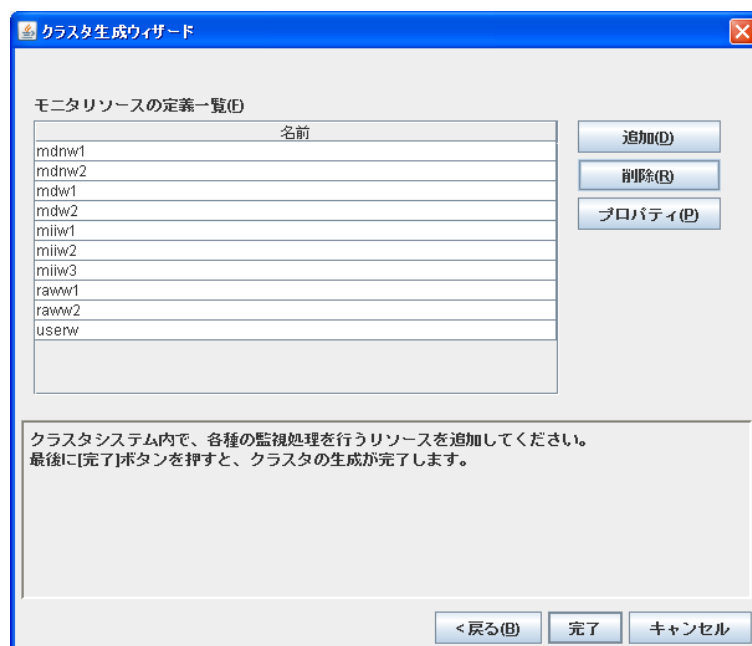 クラスタ生成ウィザード
モニタリソースの定義一覧(F)
名前
mdnw1
mdnw2
mdw1
mdw2
miiw1
miiw2
miiw3
raww1
raww2
userw
追加(D)
削除(R)
プロパティ(P)
クラスタシステム内で、各種の監視処理を行うリソースを追加してください。
最後に[完了]ボタンを押すと、クラスタの生成が完了します。
<戻る(B)
完了
キャンセル